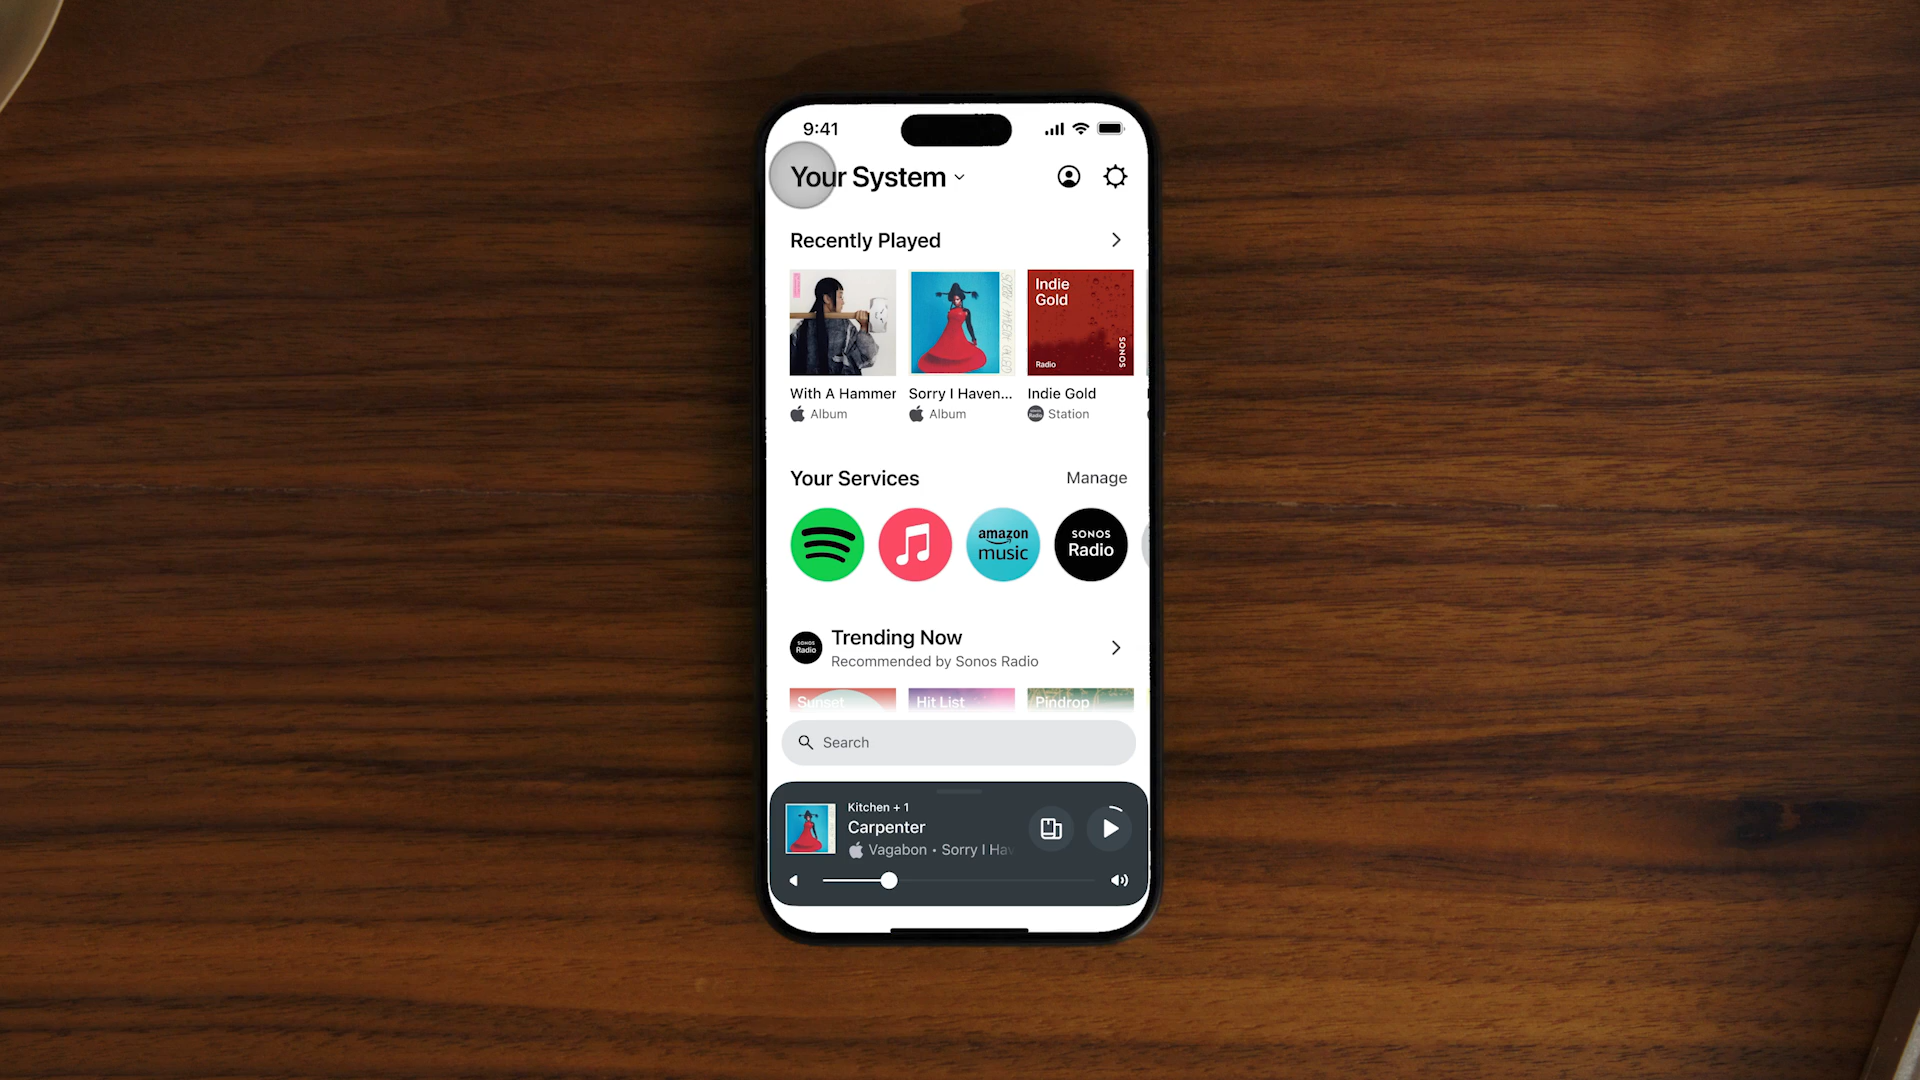 9:41
Your System
Recently Played
Indie
Gold
Radio
SONOS
With A Hammer
Sorry I Haven...
Indie Gold
Album
Album
Station
Your Services
Manage
amazon
music
SONOS
Radio
SONOS
Radio
Trending Now
Recommended by Sonos Radio
Sunset
Hit List
Pindrop
Search
Kitchen + 1
Carpenter
Vagabon • Sorry I Hav